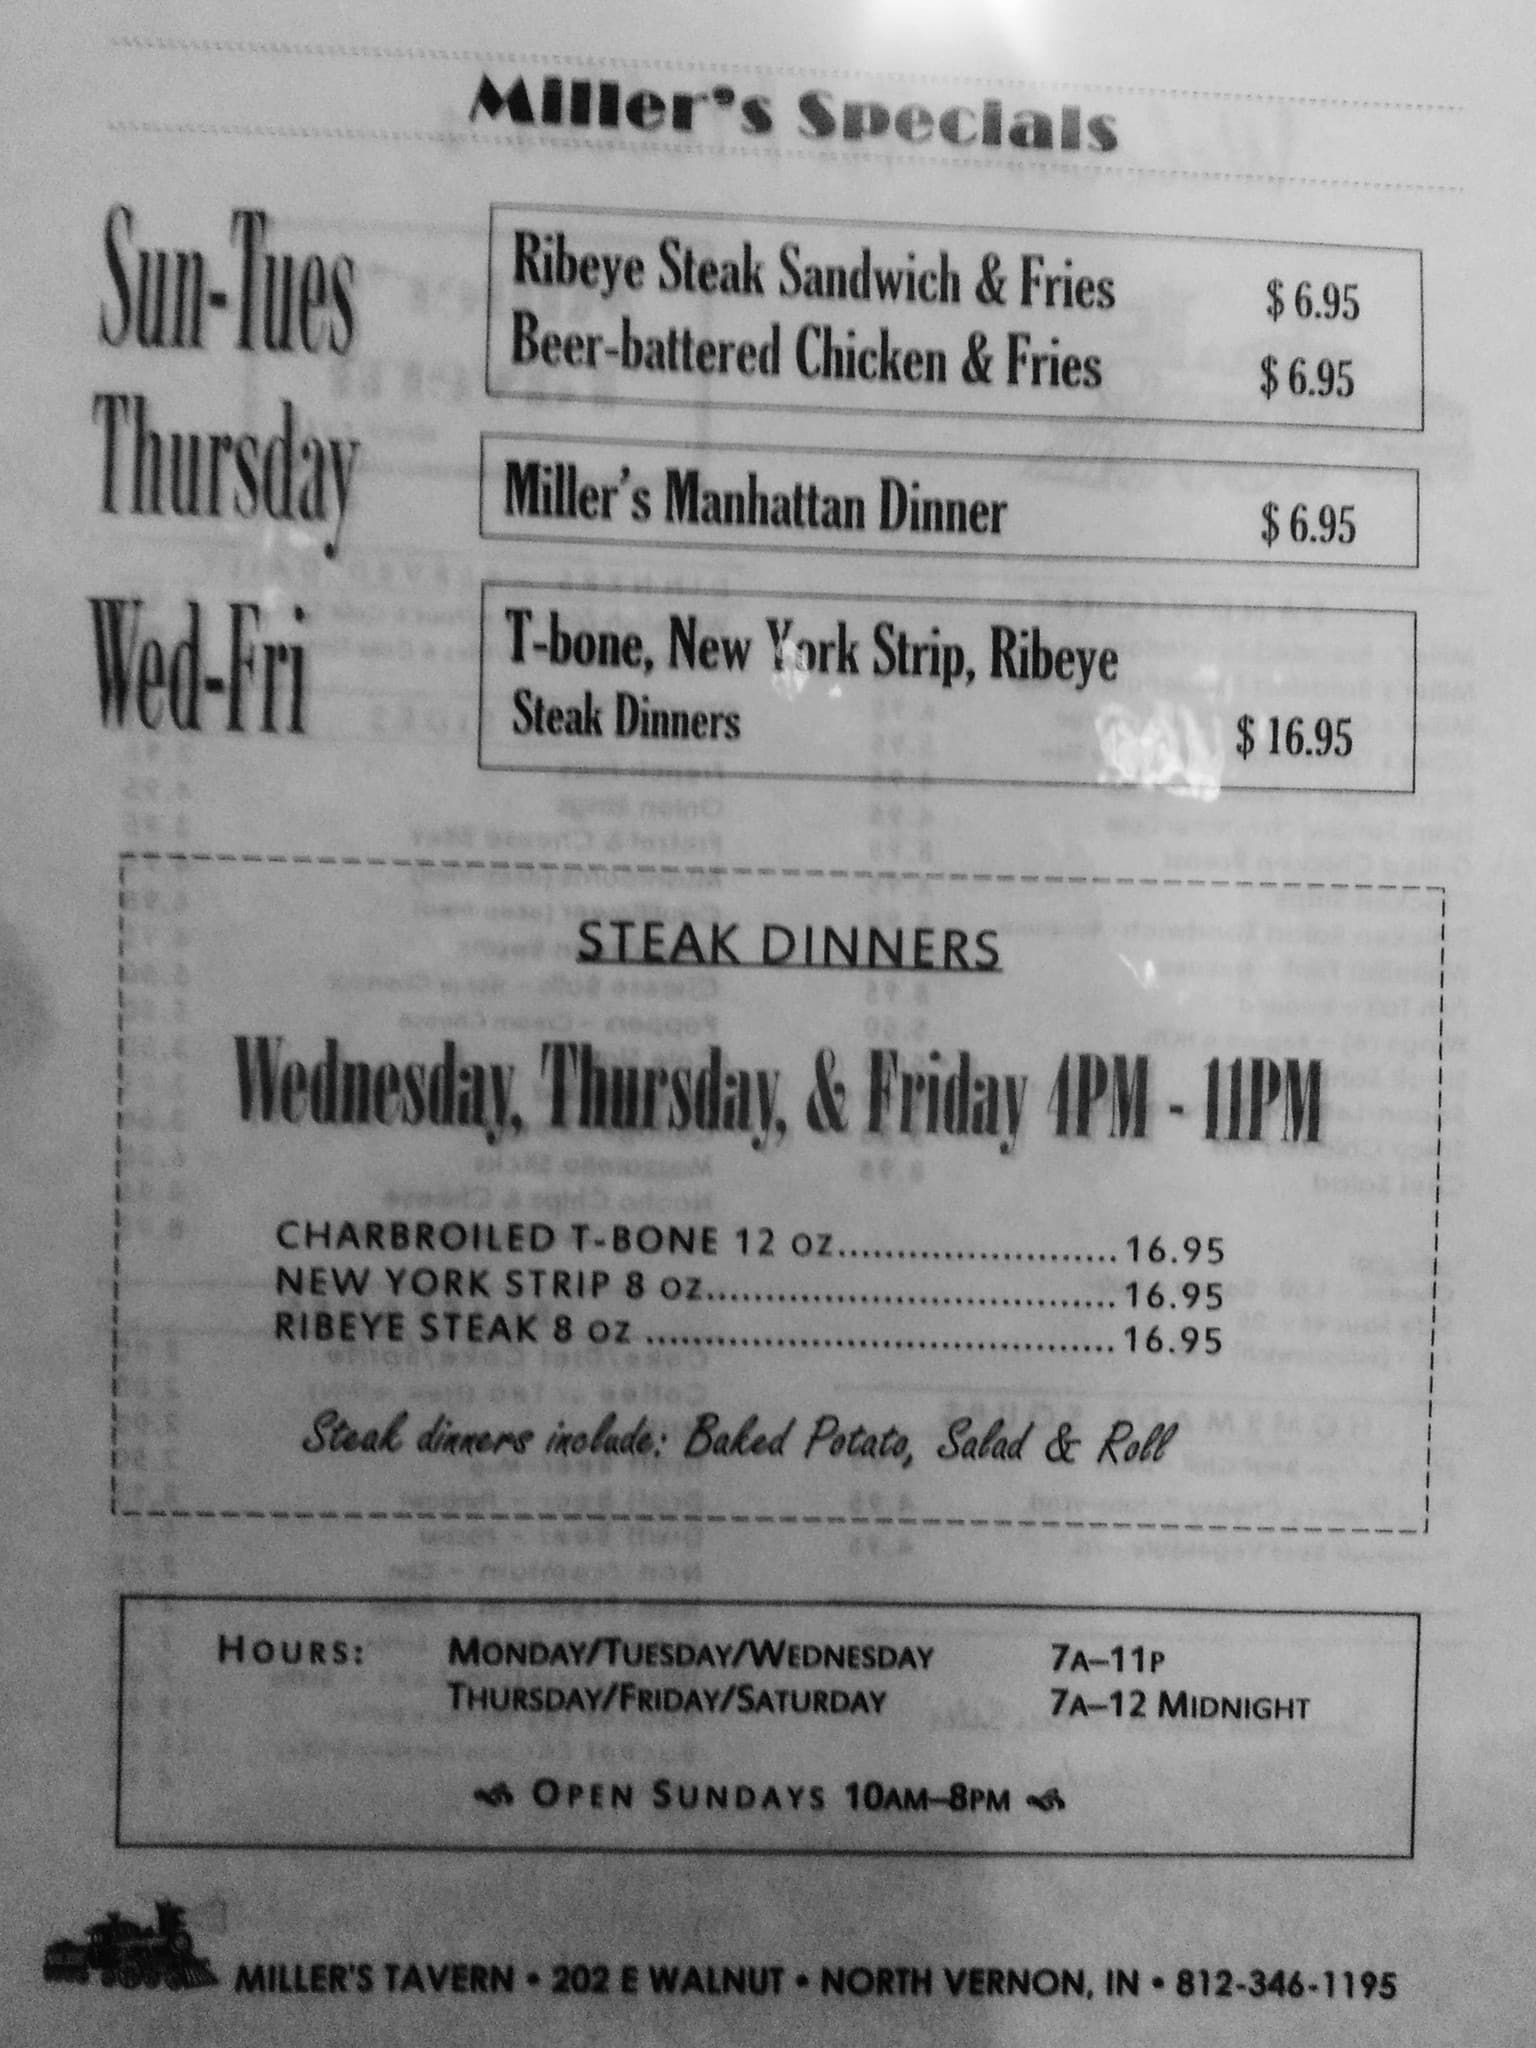 Miller's Specials
Sun-Tues
Ribeye Steak Sandwich & Fries $ 6.95
Beer-battered Chicken & Fries $ 6.95
Thursday
Miller's Manhattan Dinner $ 6.95
Wed-Fri
T-bone, New York Strip, Ribeye
Steak Dinners $ 16.95
STEAK DINNERS
Wednesday, Thursday, & Friday 4PM - 11PM
CHARBROILED T-BONE 12 OZ........................ 16.95
NEW YORK STRIP 8 OZ................................... 16.95
RIBEYE STEAK 8 OZ ........................................ 16.95
Steak dinners include: Baked Potato, Salad & Roll
HOURS: MONDAY/TUESDAY/WEDNESDAY 7A–11P
THURSDAY/FRIDAY/SATURDAY 7A–12 MIDNIGHT
OPEN SUNDAYS 10AM–8PM
MILLER'S TAVERN • 202 E WALNUT • NORTH VERNON, IN • 812-346-1195